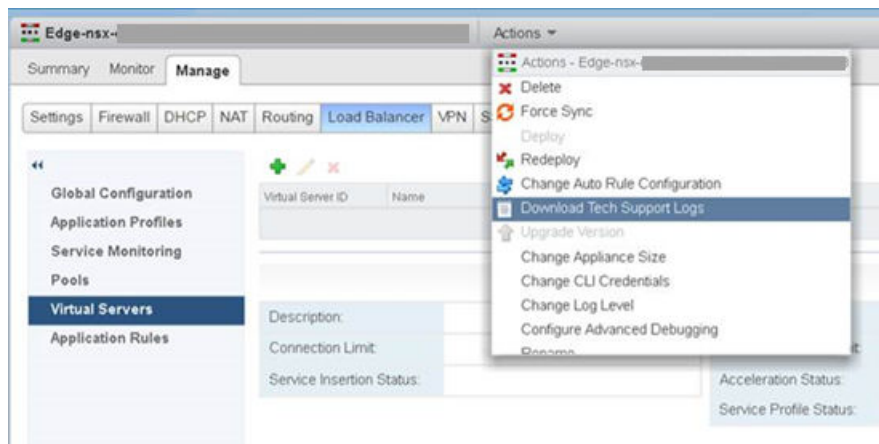 Edge-nsx-
Actions
Summary Monitor Manage
Actions - Edge-nsx-
Delete
Settings Firewall DHCP NAT Routing Load Balancer VPN
Force Sync
Deploy
Redeploy
Change Auto Rule Configuration
Download Tech Support Logs
Upgrade Version
Change Appliance Size
Change CLI Credentials
Change Log Level
Configure Advanced Debugging
Rename
Global Configuration
Application Profiles
Service Monitoring
Pools
Virtual Servers
Application Rules
Virtual Server ID Name
Description:
Connection Limit:
Service Insertion Status:
Acceleration Status:
Service Profile Status: